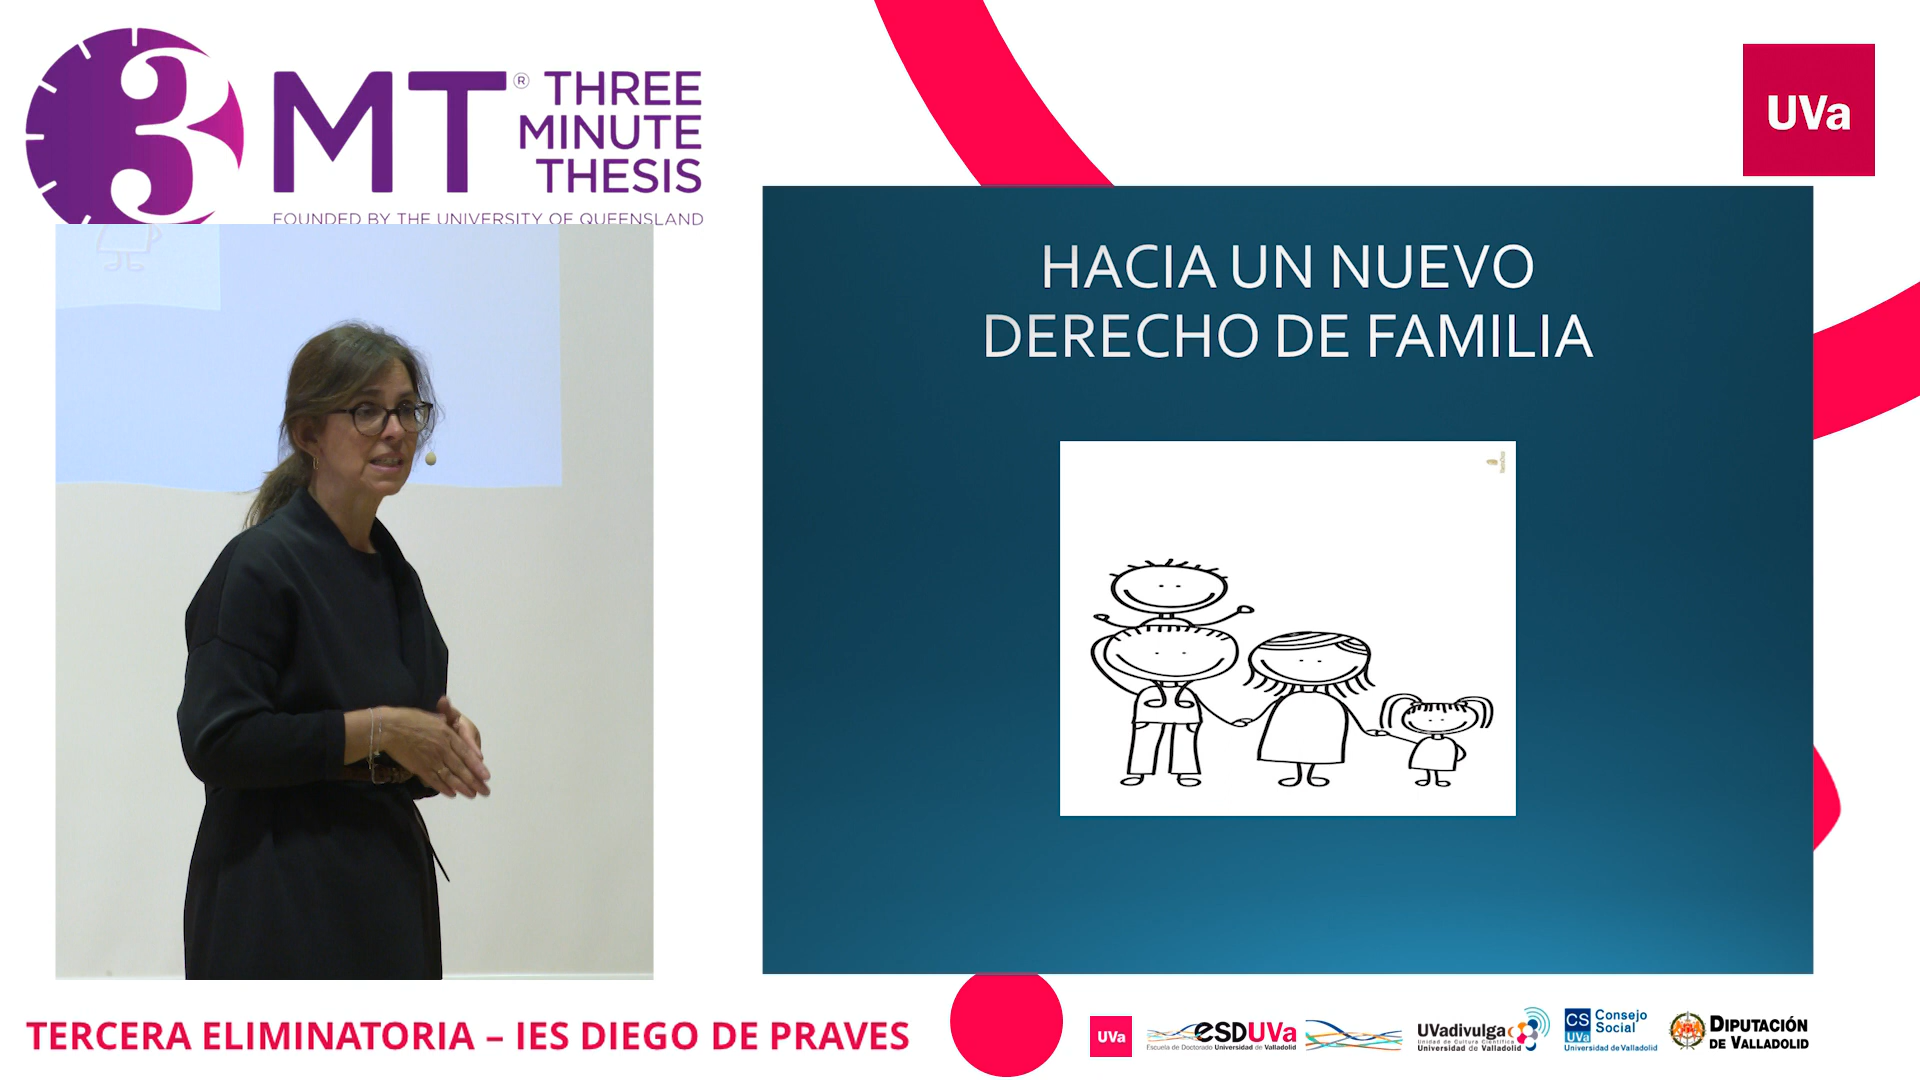 3MT® THREE
MINUTE
THESIS
FOUNDED BY THE UNIVERSITY OF QUEENSLAND
UVa
HACIA UN NUEVO
DERECHO DE FAMILIA
TERCERA ELIMINATORIA – IES DIEGO DE PRAVES
UVa
esDUVa
Escuela de Doctorado Universidad de Valladolid
UVadivulga
Unidad de Cultura Científica
Universidad de Valladolid
CS
UVa
Consejo
Social
Universidad de Valladolid
DIPUTACIÓN
DE VALLADOLID